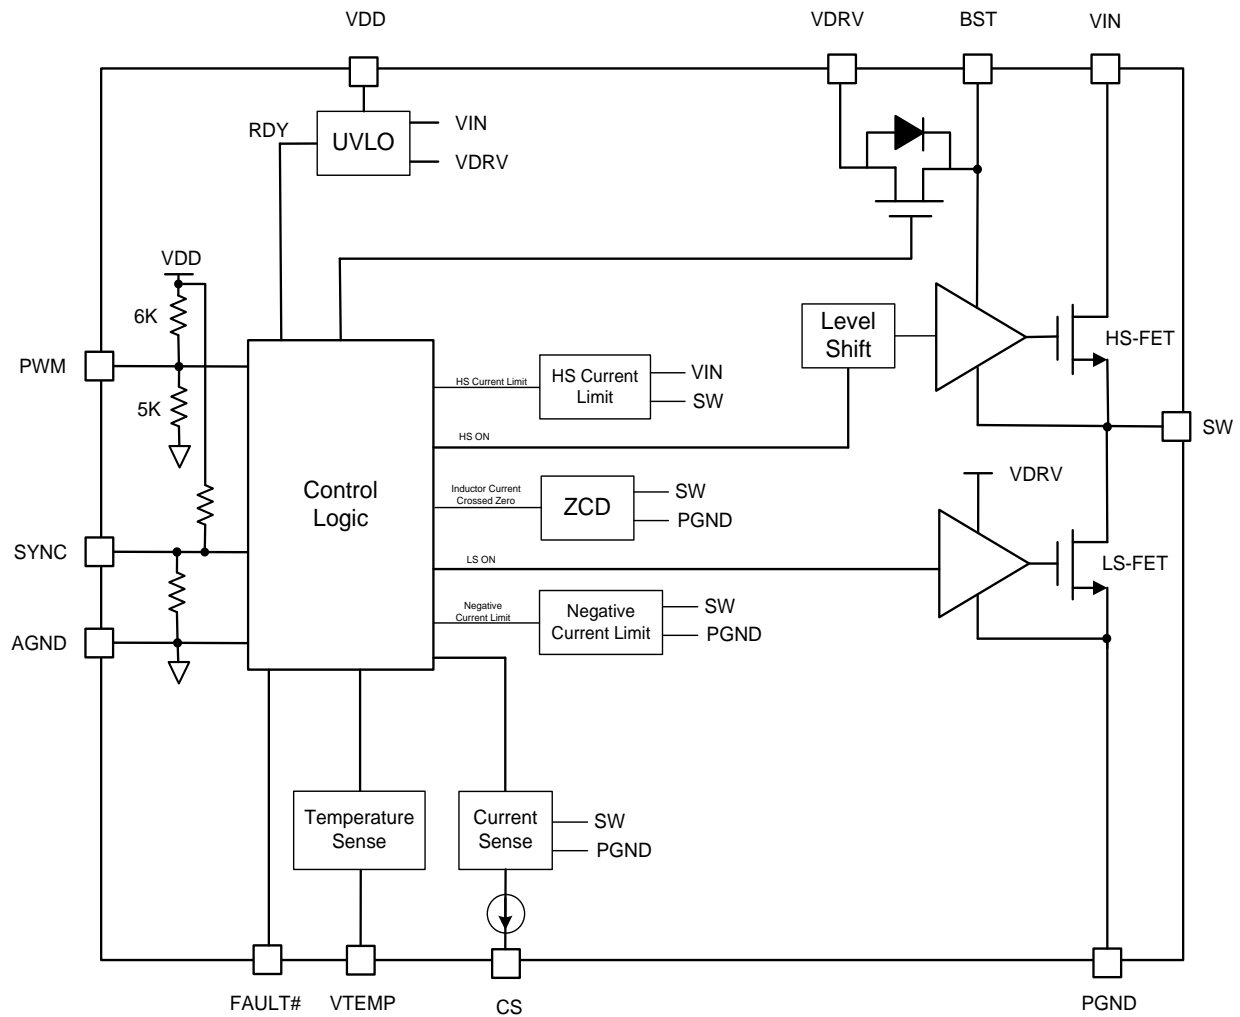 VDD
VDRV
BST
VIN
RDY
UVLO
VIN
VDRV
VDD
6K
PWM
5K
SYNC
AGND
Control
Logic
HS Current Limit
HS Current
Limit
VIN
SW
HS ON
Level
Shift
HS-FET
SW
Inductor Current
Crossed Zero
ZCD
SW
PGND
VDRV
LS ON
LS-FET
Negative
Current Limit
Negative
Current Limit
SW
PGND
Temperature
Sense
Current
Sense
SW
PGND
FAULT#
VTEMP
CS
PGND